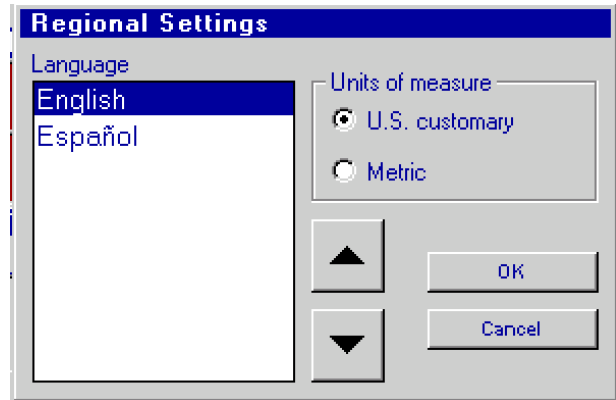 Regional Settings
Language
English
Español
Units of measure
U.S. customary
Metric
OK
Cancel